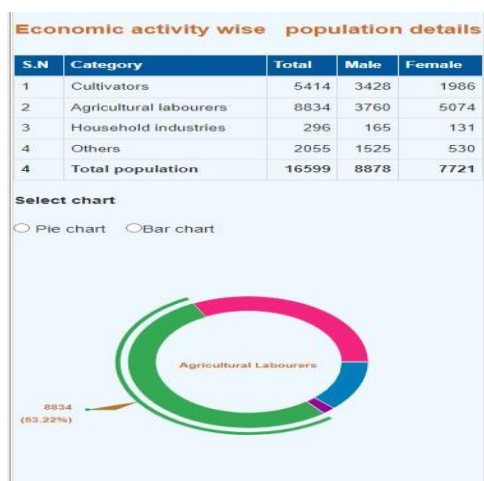 Economic activity wise population details
S.N Category Total Male Female
1 Cultivators 5414 3428 1986
2 Agricultural labourers 8834 3760 5074
3 Household industries 296 165 131
4 Others 2055 1525 530
4 Total population 16599 8878 7721
Select chart
Pie chart Bar chart
Agricultural Labourers
8834
(53.22%)